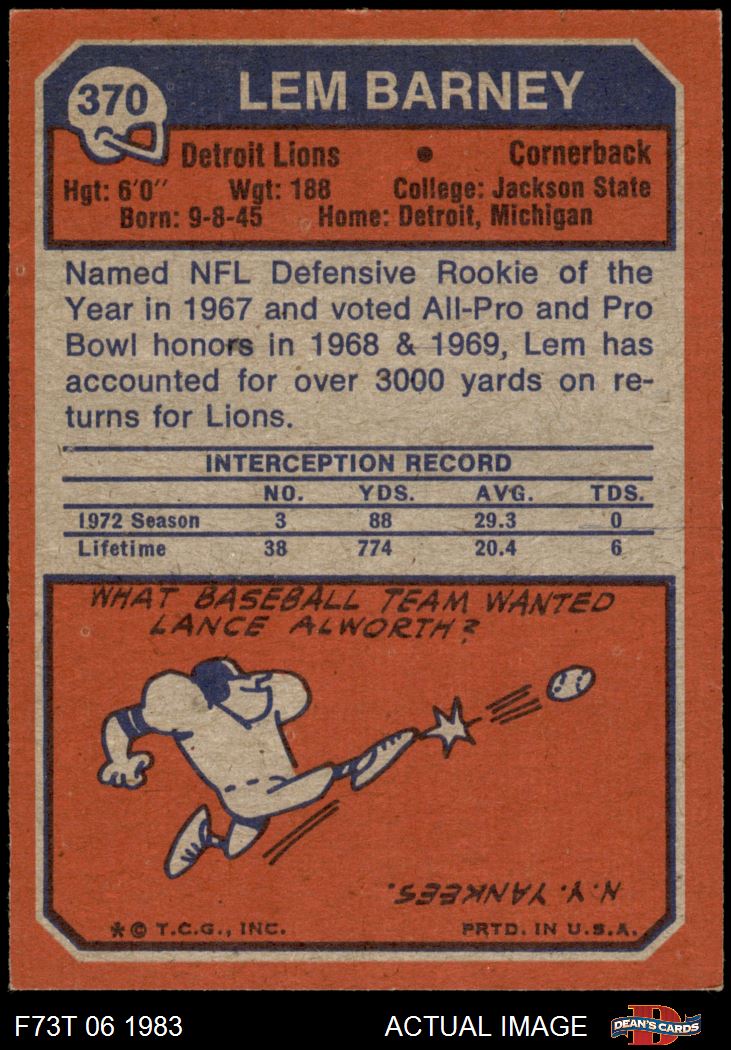 370
LEM BARNEY
Detroit Lions • Cornerback
Hgt: 6'0" Wgt: 188 College: Jackson State
Born: 9-8-45 Home: Detroit, Michigan
Named NFL Defensive Rookie of the
Year in 1967 and voted All-Pro and Pro
Bowl honors in 1968 & 1969, Lem has
accounted for over 3000 yards on re-
turns for Lions.
INTERCEPTION RECORD
NO. YDS. AVG. TDS.
1972 Season 3 88 29.3 0
Lifetime 38 774 20.4 6
WHAT BASEBALL TEAM WANTED
LANCE ALWORTH?
N.Y. YANKEES.
*© T.C.G., INC. PRTD. IN U.S.A.
F73T 06 1983 ACTUAL IMAGE
D
DEAN'S CARDS